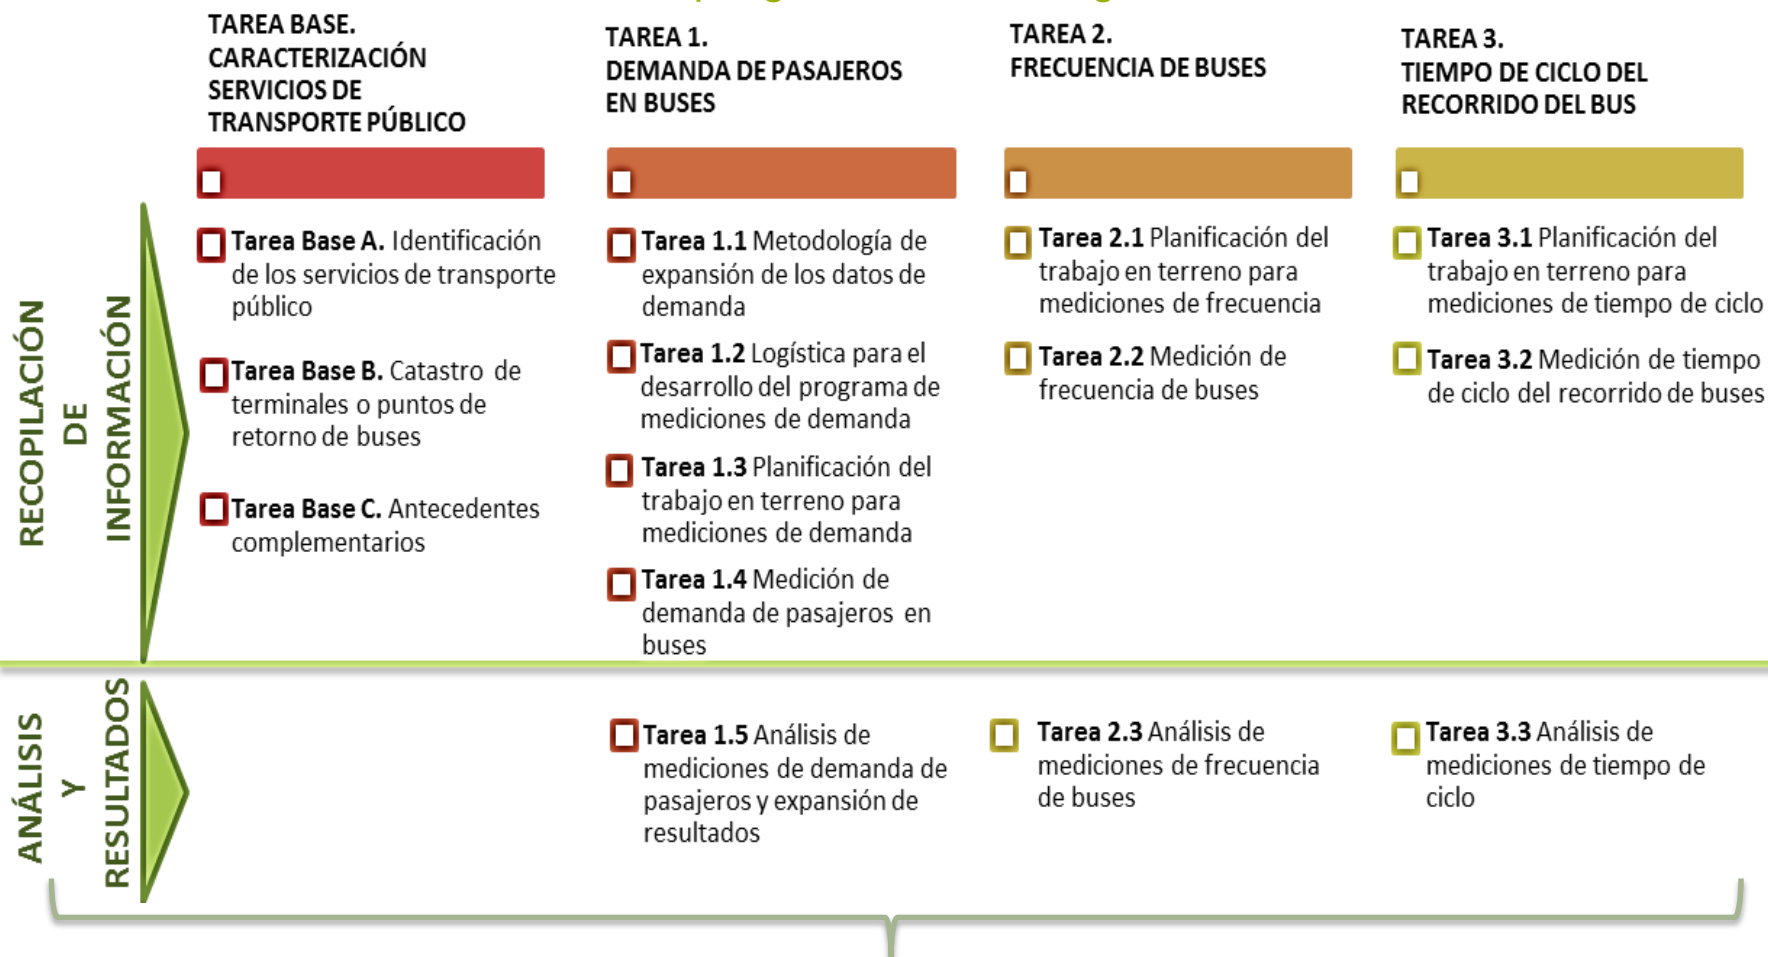 TAREA BASE.
CARACTERIZACIÓN
SERVICIOS DE
TRANSPORTE PÚBLICO
TAREA 1.
DEMANDA DE PASAJEROS
EN BUSES
TAREA 2.
FRECUENCIA DE BUSES
TAREA 3.
TIEMPO DE CICLO DEL
RECORRIDO DEL BUS
RECOPILACIÓN
DE
INFORMACIÓN
Tarea Base A. Identificación
de los servicios de transporte
público
Tarea Base B. Catastro de
terminales o puntos de
retorno de buses
Tarea Base C. Antecedentes
complementarios
Tarea 1.1 Metodología de
expansión de los datos de
demanda
Tarea 1.2 Logística para el
desarrollo del programa de
mediciones de demanda
Tarea 1.3 Planificación del
trabajo en terreno para
mediciones de demanda
Tarea 1.4 Medición de
demanda de pasajeros en
buses
Tarea 2.1 Planificación del
trabajo en terreno para
mediciones de frecuencia
Tarea 2.2 Medición de
frecuencia de buses
Tarea 3.1 Planificación del
trabajo en terreno para
mediciones de tiempo de ciclo
Tarea 3.2 Medición de tiempo
de ciclo del recorrido de buses
ANÁLISIS
Y
RESULTADOS
Tarea 1.5 Análisis de
mediciones de demanda de
pasajeros y expansión de
resultados
Tarea 2.3 Análisis de
mediciones de frecuencia
de buses
Tarea 3.3 Análisis de
mediciones de tiempo de
ciclo